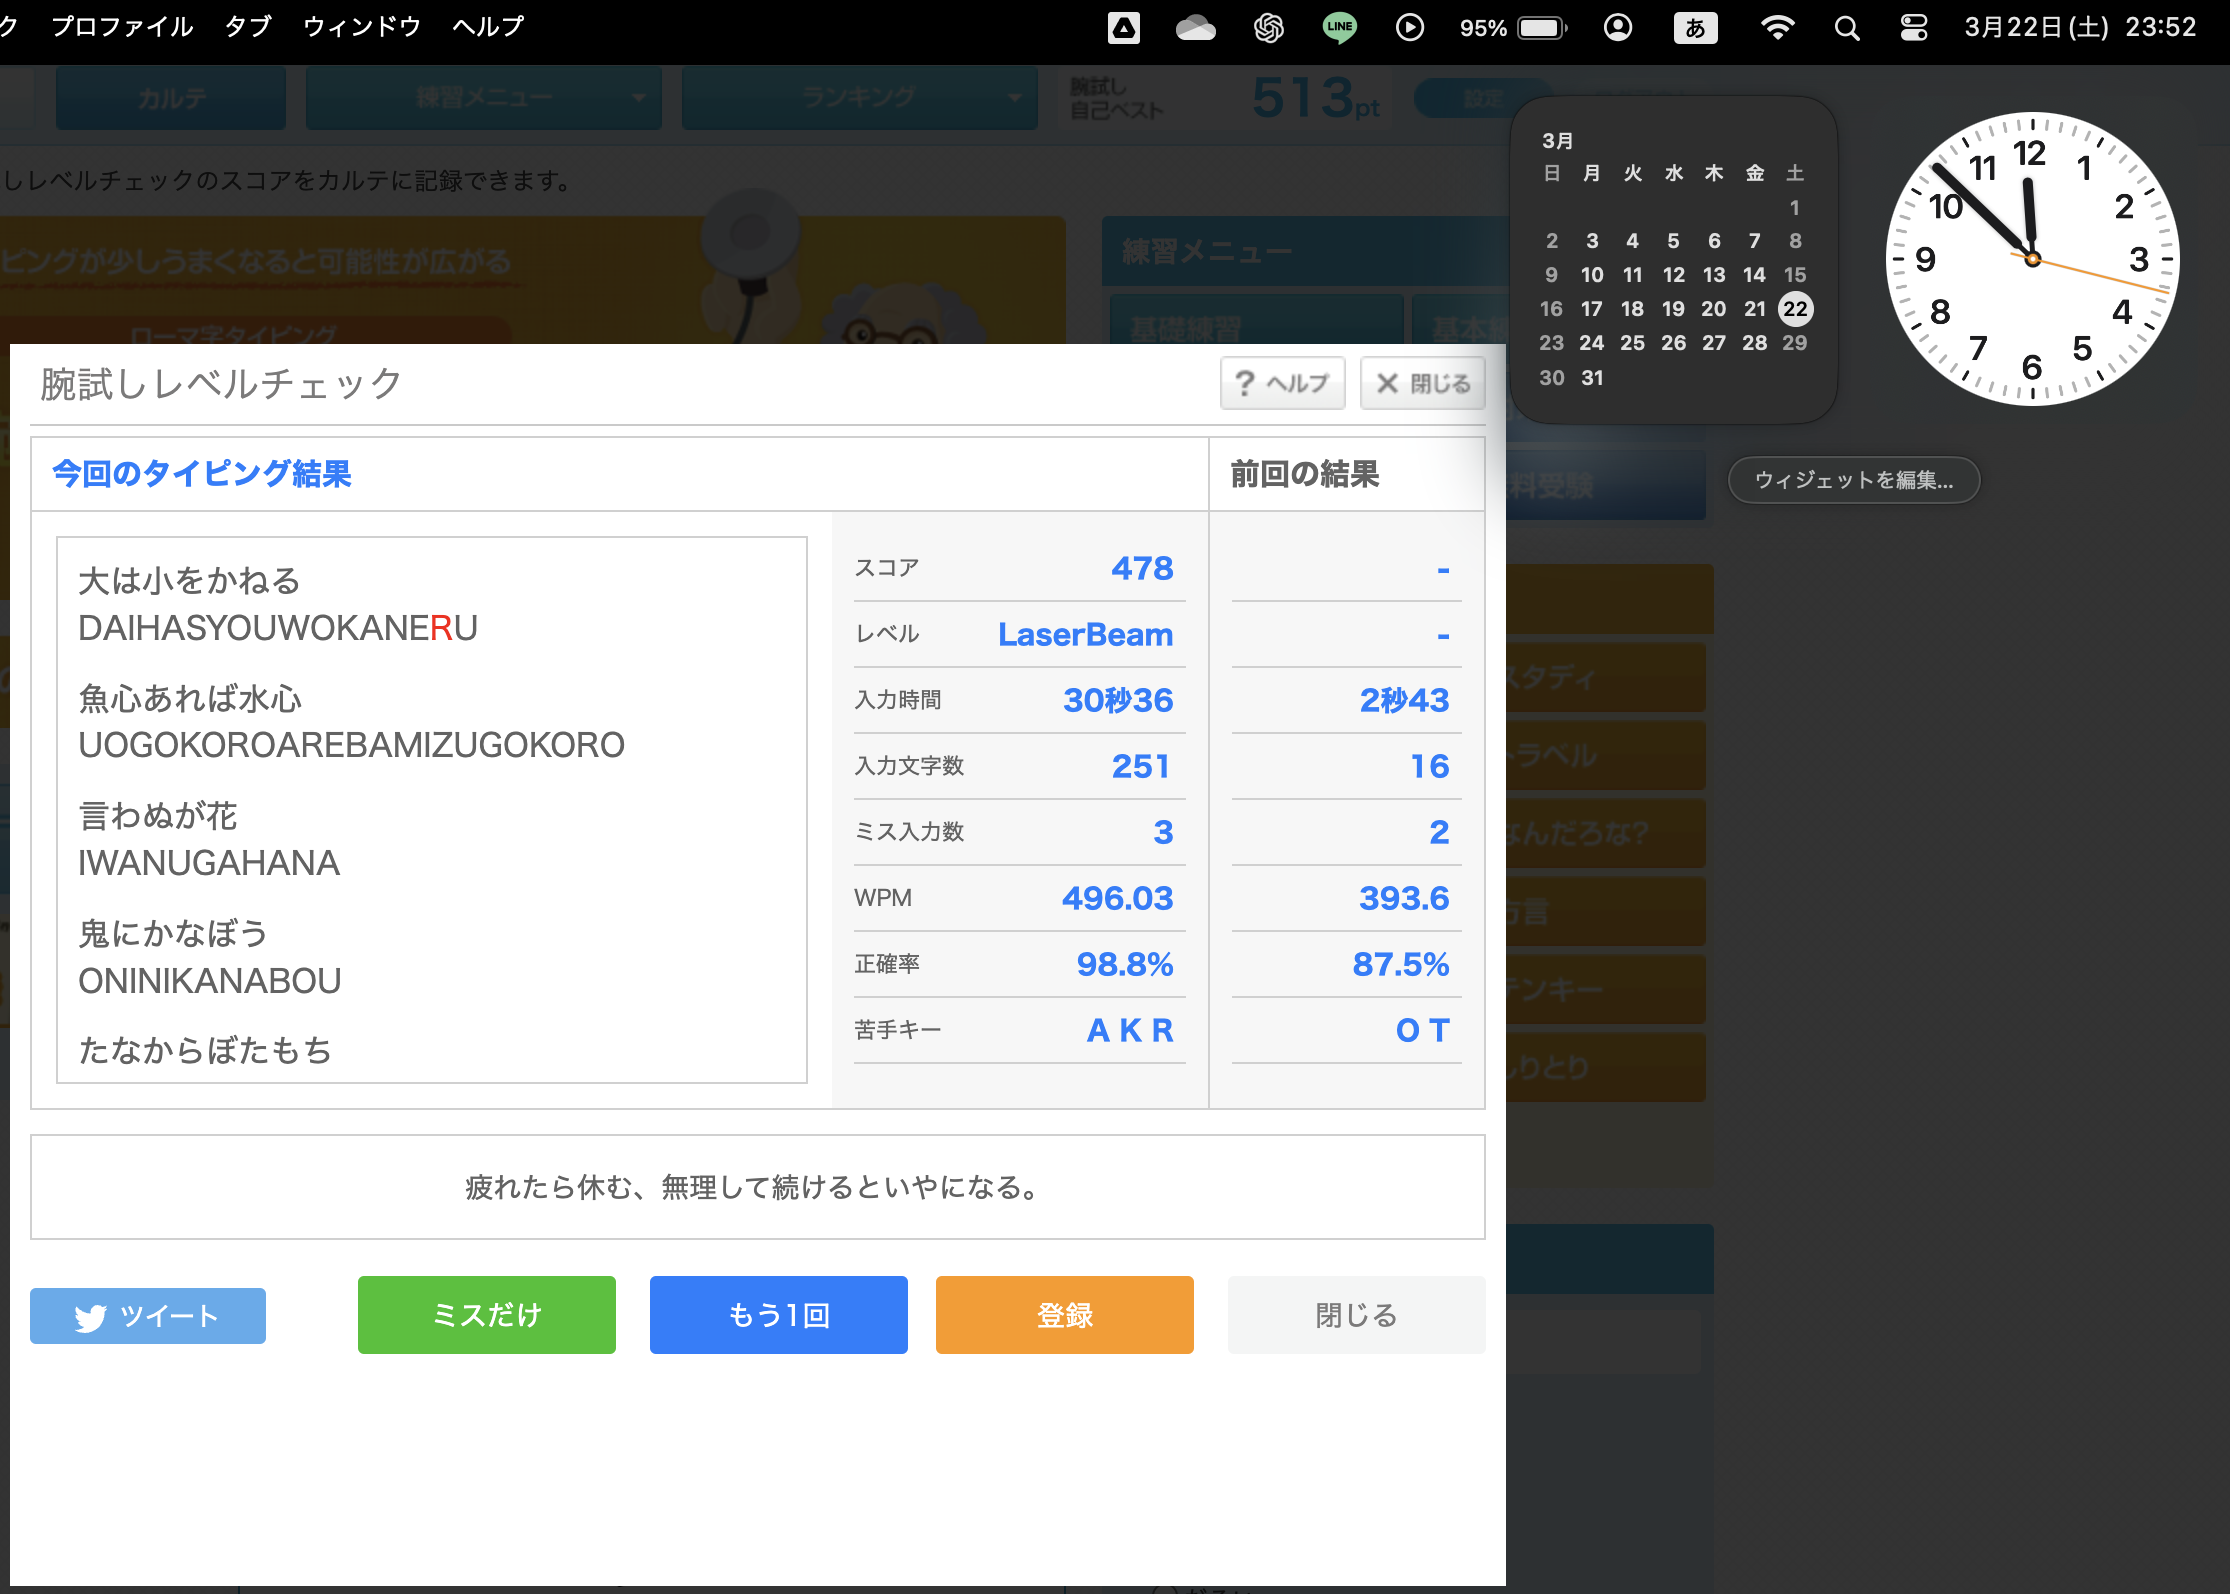 ク プロファイル タブ ウィンドウ ヘルプ LINE 95% あ 3月22日(土) 23:52
カルテ 練習メニュー ランキング 腕試し 自己ベスト 513pt 設定
しレベルチェックのスコアをカルテに記録できます。
ピングが少しうまくなると可能性が広がる
ローマ字タイピング
練習メニュー
基礎練習
3月
日 月 火 水 木 金 土
1
2 3 4 5 6 7 8
9 10 11 12 13 14 15
16 17 18 19 20 21 22
23 24 25 26 27 28 29
30 31
12 1 2 3 4 5 6 7 8 9 10 11
ウィジェットを編集...
腕試しレベルチェック ? ヘルプ × 閉じる
今回のタイピング結果 前回の結果
大は小をかねる
DAIHASYOUWOKANERU
魚心あれば水心
UOGOKOROAREBAMIZUGOKORO
言わぬが花
IWANUGAHANA
鬼にかなぼう
ONINIKANABOU
たなからぼたもち
スコア 478 -
レベル LaserBeam -
入力時間 30秒36 2秒43
入力文字数 251 16
ミス入力数 3 2
WPM 496.03 393.6
正確率 98.8% 87.5%
苦手キー A K R O T
疲れたら休む、無理して続けるといやになる。
ツイート ミスだけ もう1回 登録 閉じる
料受験
スタディ
トラベル
なんだろな?
方言
テンキー
しりとり